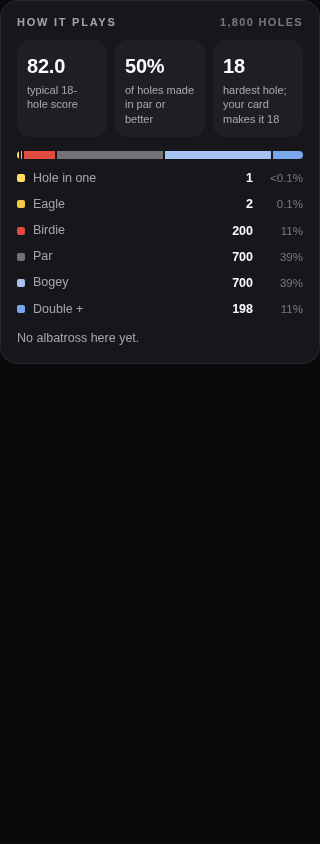 HOW IT PLAYS 1,800 HOLES
82.0 50% 18
typical 18- of holes made hardest hole;
hole score in par or your card
better makes it 18
Hole in one 1 <0.1%
Eagle 2 0.1%
Birdie 200 11%
Par 700 39%
Bogey 700 39%
Double + 198 11%
No albatross here yet.